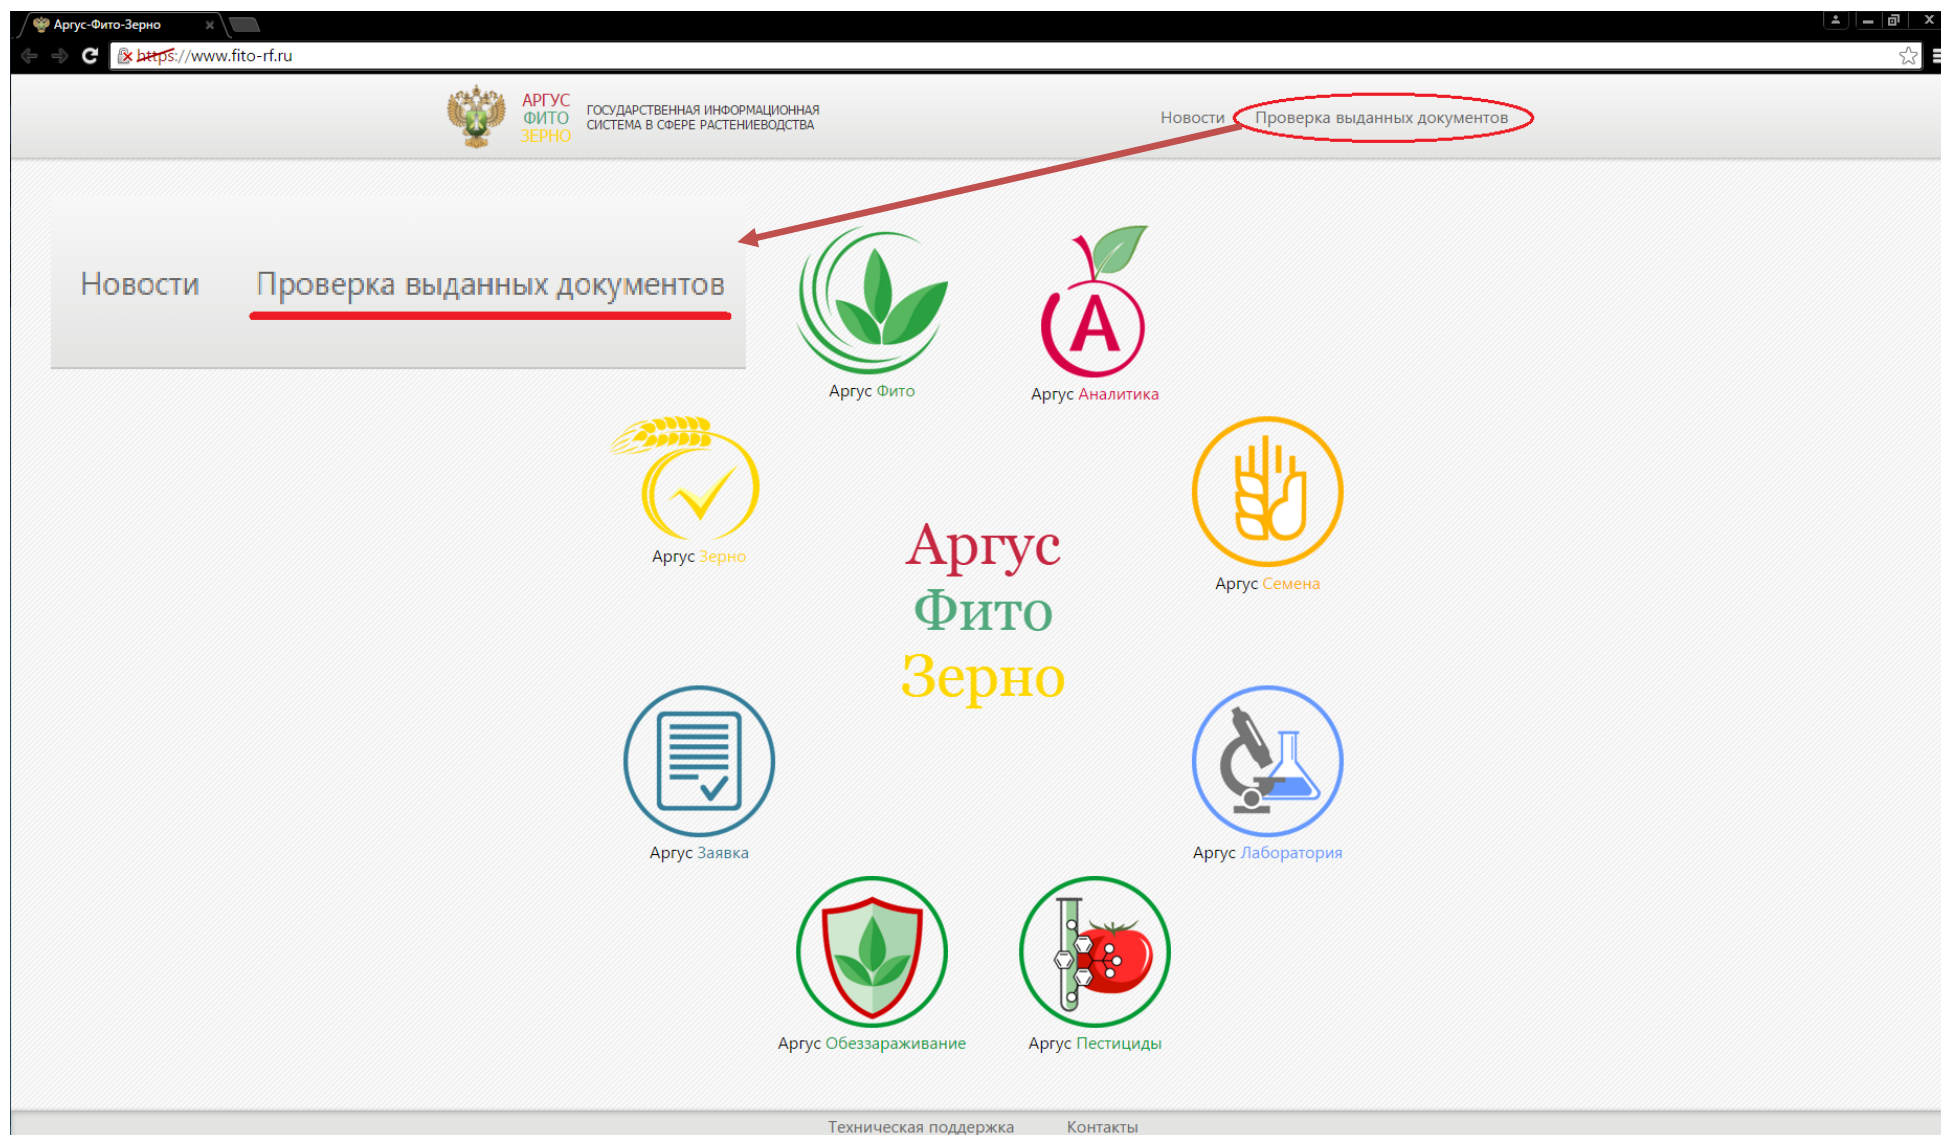 Аргус-Фито-Зерно
https://www.fito-rf.ru
АРГУС
ФИТО
ЗЕРНО
ГОСУДАРСТВЕННАЯ ИНФОРМАЦИОННАЯ
СИСТЕМА В СФЕРЕ РАСТЕНИЕВОДСТВА
Новости Проверка выданных документов
Новости Проверка выданных документов
А
Аргус Фито
Аргус Аналитика
Аргус Зерно
Аргус Семена
Аргус
Фито
Зерно
Аргус Заявка
Аргус Лаборатория
Аргус Обеззараживание
Аргус Пестициды
Техническая поддержка Контакты